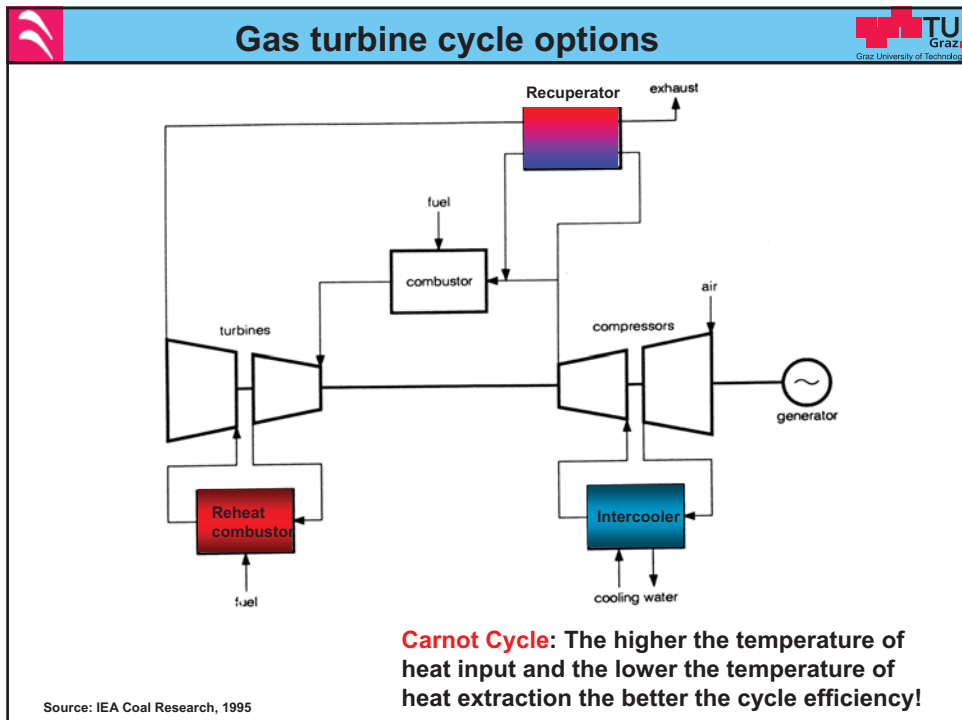 Gas turbine cycle options
TU
Graz
Graz University of Technology
Recuperator
exhaust
fuel
combustor
air
turbines
compressors
generator
Reheat
combustor
Intercooler
fuel
cooling water
Carnot Cycle: The higher the temperature of
heat input and the lower the temperature of
heat extraction the better the cycle efficiency!
Source: IEA Coal Research, 1995